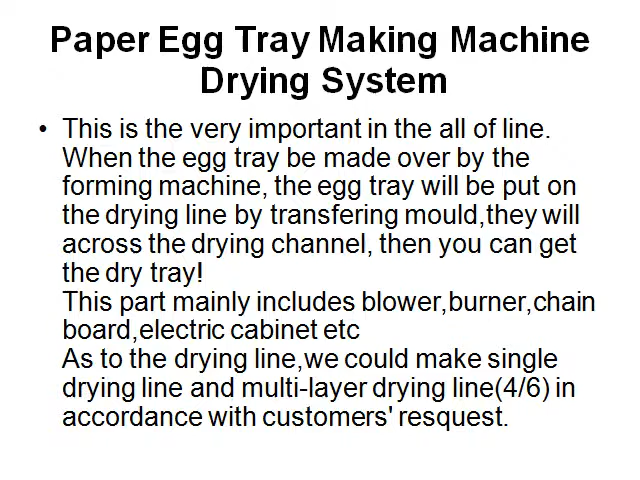 Paper Egg Tray Making Machine
Drying System
• This is the very important in the all of line.
When the egg tray be made over by the
forming machine, the egg tray will be put on
the drying line by transfering mould,they will
across the drying channel, then you can get
the dry tray!
This part mainly includes blower,burner,chain
board,electric cabinet etc
As to the drying line,we could make single
drying line and multi-layer drying line(4/6) in
accordance with customers' resquest.